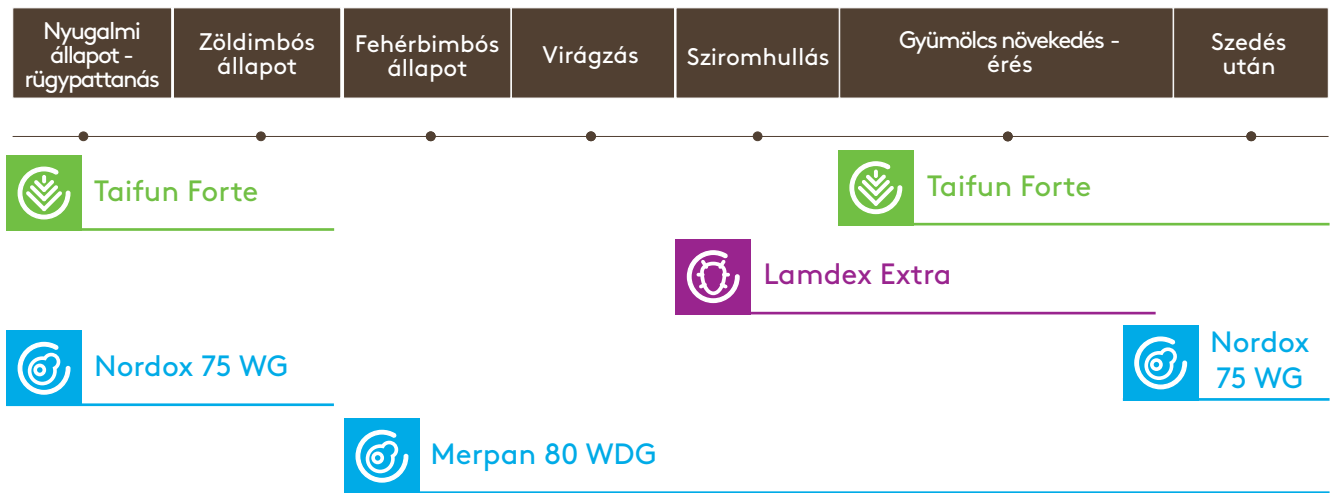 Nyugalmi
állapot -
rügypattanás
Zöldimbós
állapot
Fehérbimbós
állapot
Virágzás
Sziromhullás
Gyümölcs növekedés -
érés
Szedés
után
Taifun Forte
Taifun Forte
Lamdex Extra
Nordox 75 WG
Nordox
75 WG
Merpan 80 WDG